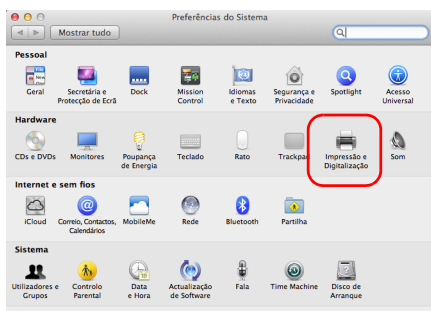 Preferências do Sistema
Mostrar tudo
Pessoal
Geral
Secretária e Protecção de Ecrã
Dock
Mission Control
Idiomas e Texto
Segurança e Privacidade
Spotlight
Acesso Universal
Hardware
CDs e DVDs
Monitores
Poupança de Energia
Teclado
Rato
Trackpad
Impressão e Digitalização
Som
Internet e sem fios
iCloud
Correio, Contactos, Calendários
MobileMe
Rede
Bluetooth
Partilha
Sistema
Utilizadores e Grupos
Controlo Parental
Data e Hora
Actualização de Software
Fala
Time Machine
Disco de Arranque